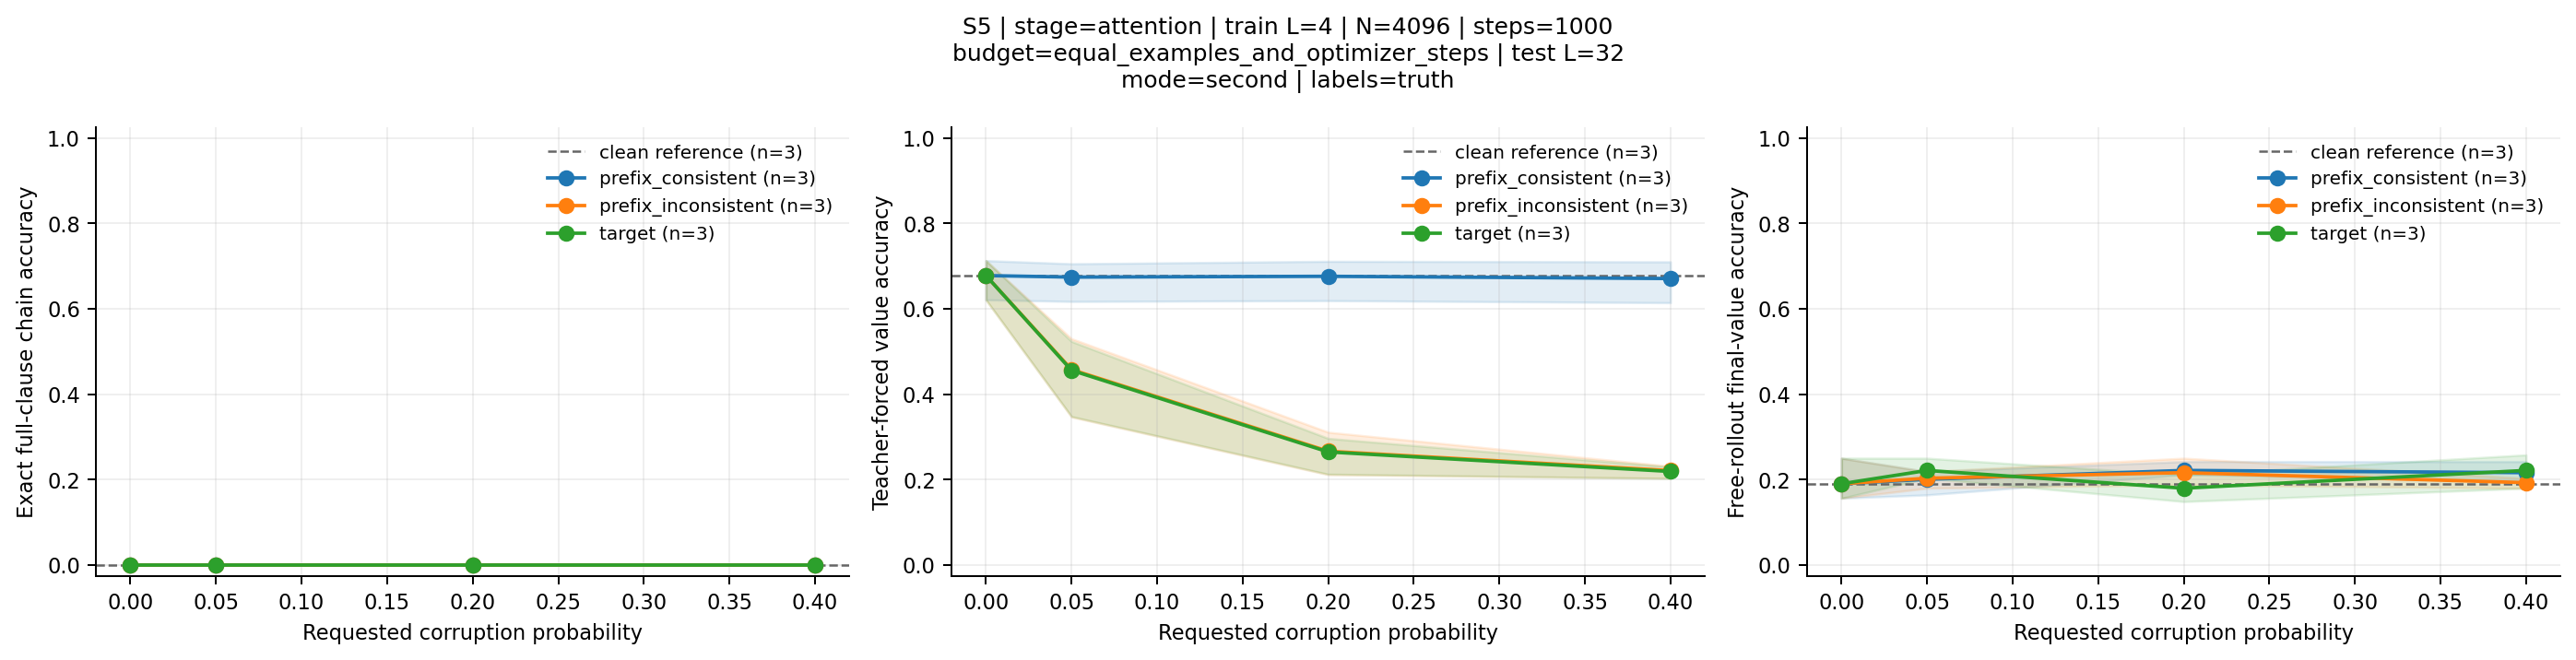 S5 | stage=attention | train L=4 | N=4096 | steps=1000
budget=equal_examples_and_optimizer_steps | test L=32
mode=second | labels=truth
Exact full-clause chain accuracy
1.0
0.8
0.6
0.4
0.2
0.0
clean reference (n=3)
prefix_consistent (n=3)
prefix_inconsistent (n=3)
target (n=3)
0.00 0.05 0.10 0.15 0.20 0.25 0.30 0.35 0.40
Requested corruption probability
Teacher-forced value accuracy
1.0
0.8
0.6
0.4
0.2
0.0
clean reference (n=3)
prefix_consistent (n=3)
prefix_inconsistent (n=3)
target (n=3)
0.00 0.05 0.10 0.15 0.20 0.25 0.30 0.35 0.40
Requested corruption probability
Free-rollout final-value accuracy
1.0
0.8
0.6
0.4
0.2
0.0
clean reference (n=3)
prefix_consistent (n=3)
prefix_inconsistent (n=3)
target (n=3)
0.00 0.05 0.10 0.15 0.20 0.25 0.30 0.35 0.40
Requested corruption probability